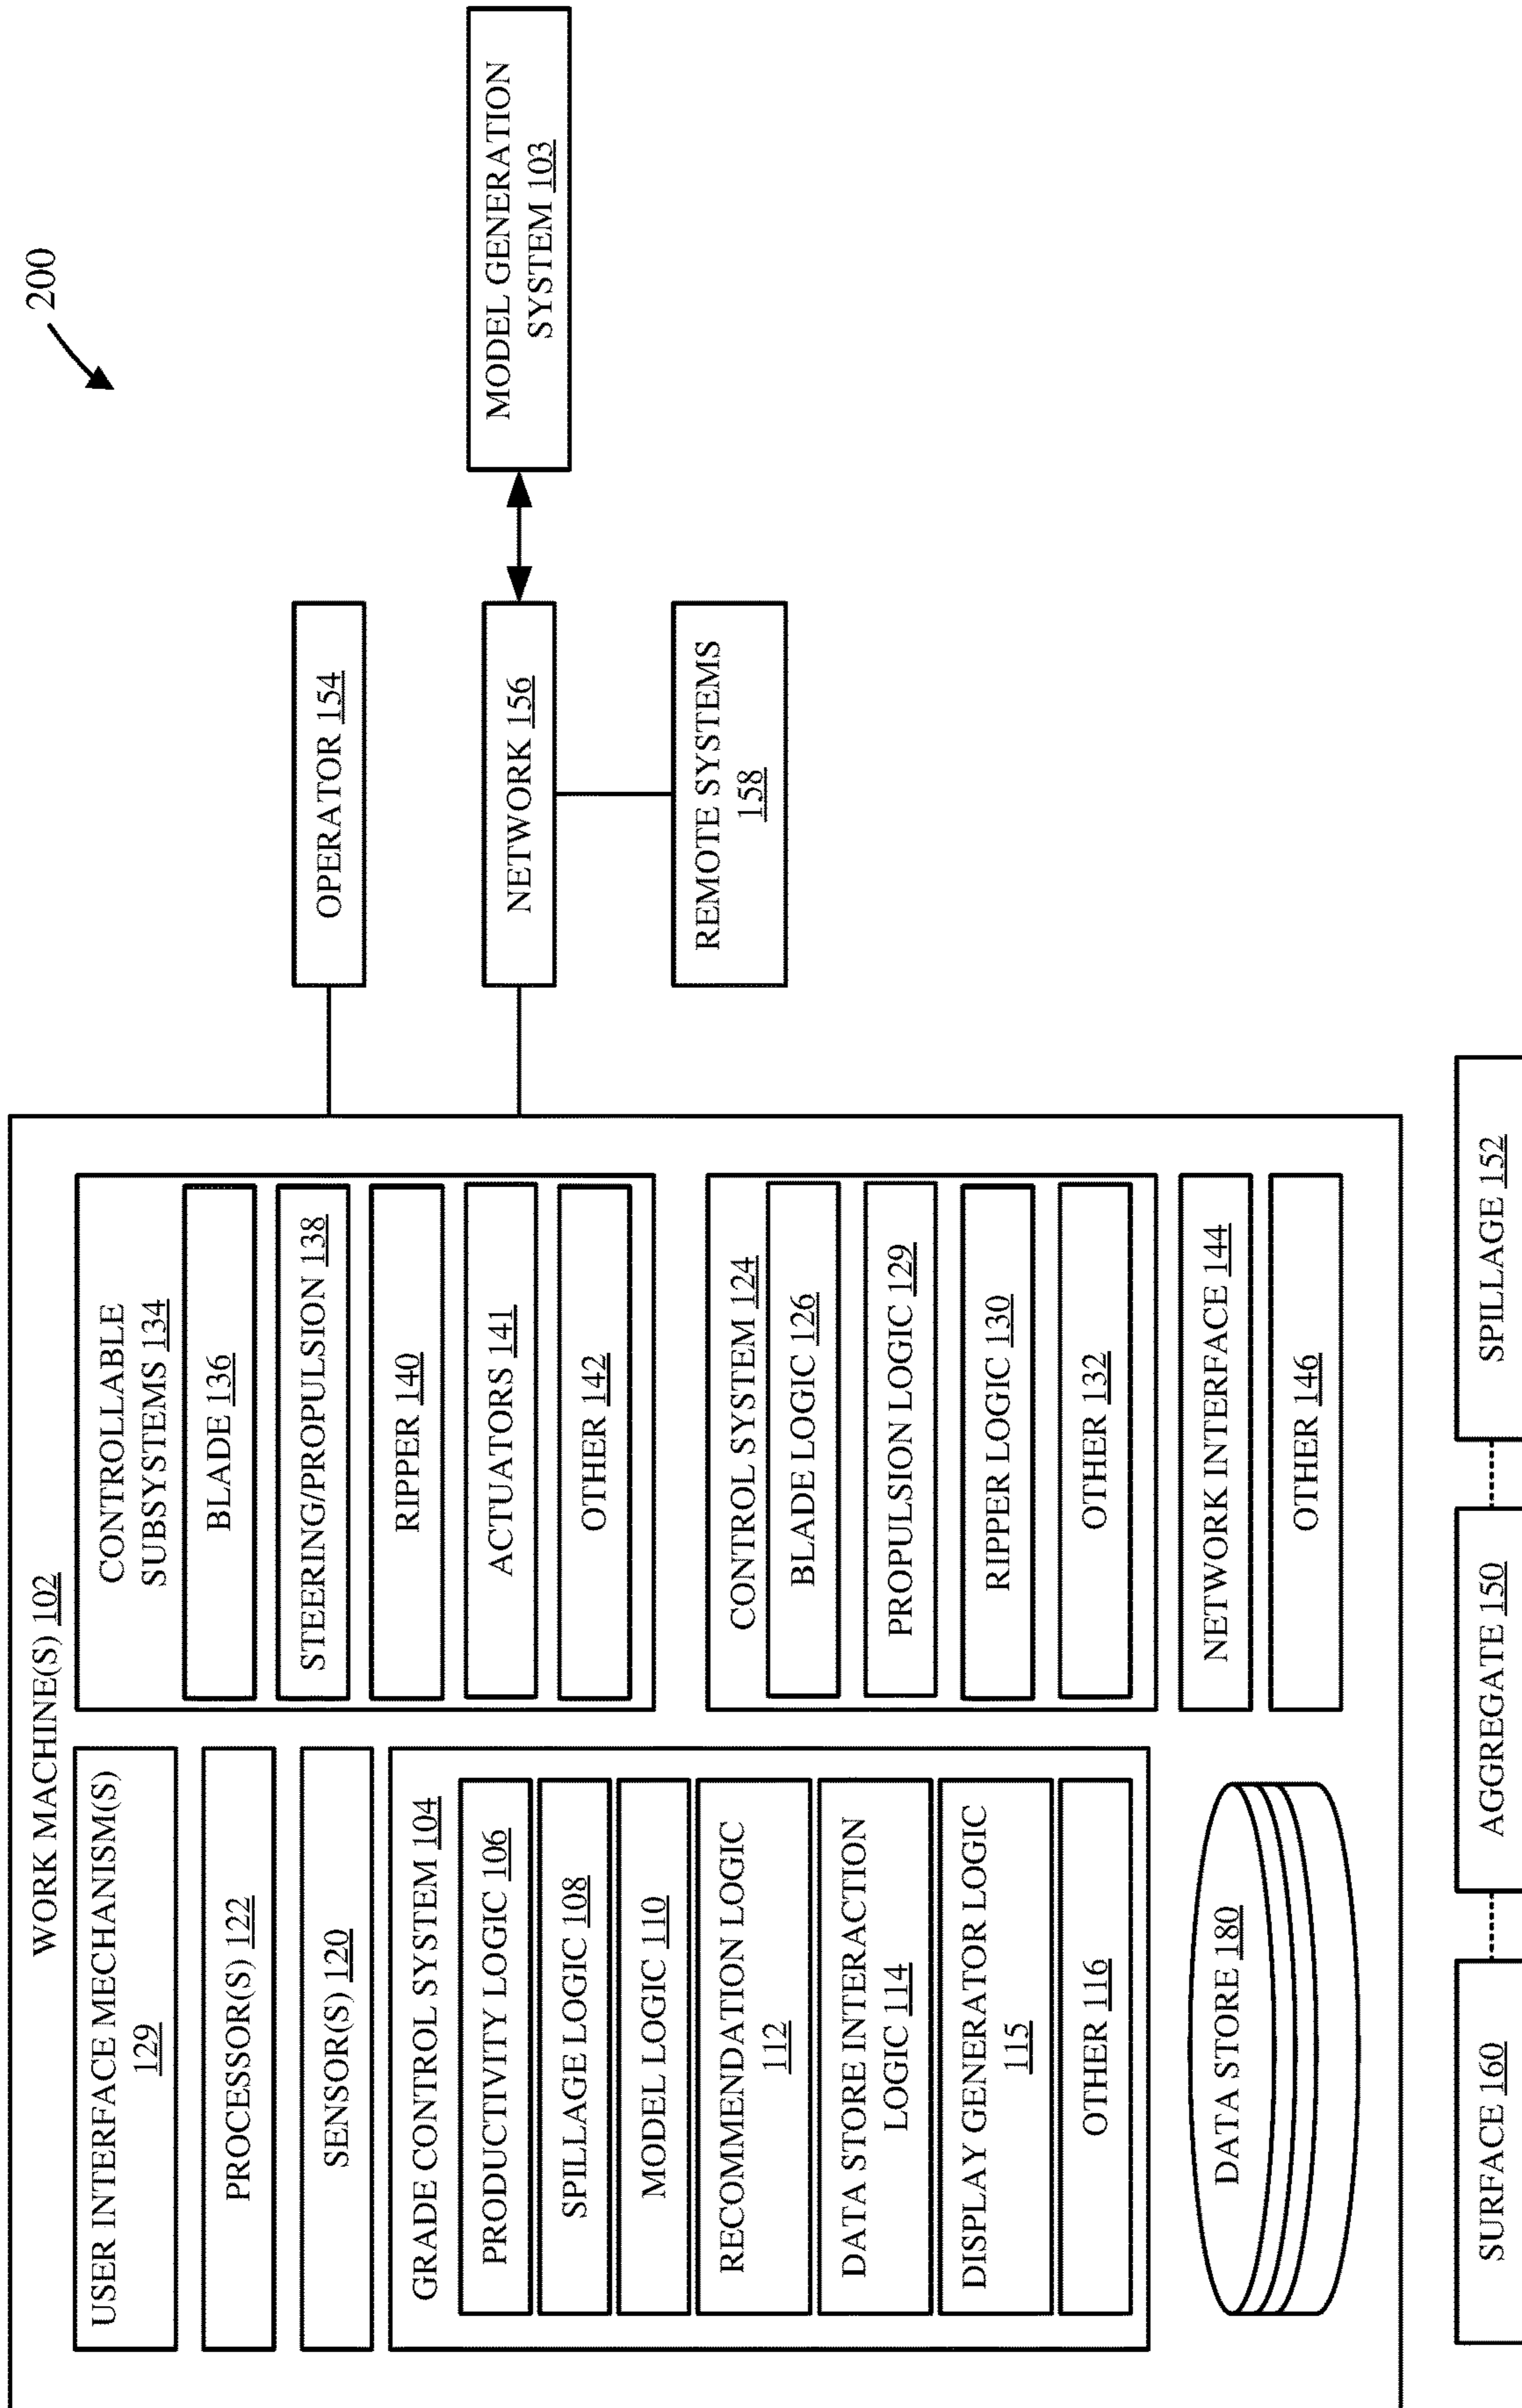 200
WORK MACHINE(S) 102
USER INTERFACE MECHANISM(S)
129
PROCESSOR(S) 122
SENSOR(S) 120
GRADE CONTROL SYSTEM 104
PRODUCTIVITY LOGIC 106
SPILLAGE LOGIC 108
MODEL LOGIC 110
RECOMMENDATION LOGIC
112
DATA STORE INTERACTION
LOGIC 114
DISPLAY GENERATOR LOGIC
115
OTHER 116
DATA STORE 180
CONTROLLABLE
SUBSYSTEMS 134
BLADE 136
STEERING/PROPULSION 138
RIPPER 140
ACTUATORS 141
OTHER 142
CONTROL SYSTEM 124
BLADE LOGIC 126
PROPULSION LOGIC 129
RIPPER LOGIC 130
OTHER 132
NETWORK INTERFACE 144
OTHER 146
OPERATOR 154
NETWORK 156
REMOTE SYSTEMS
158
MODEL GENERATION
SYSTEM 103
SURFACE 160
AGGREGATE 150
SPILLAGE 152